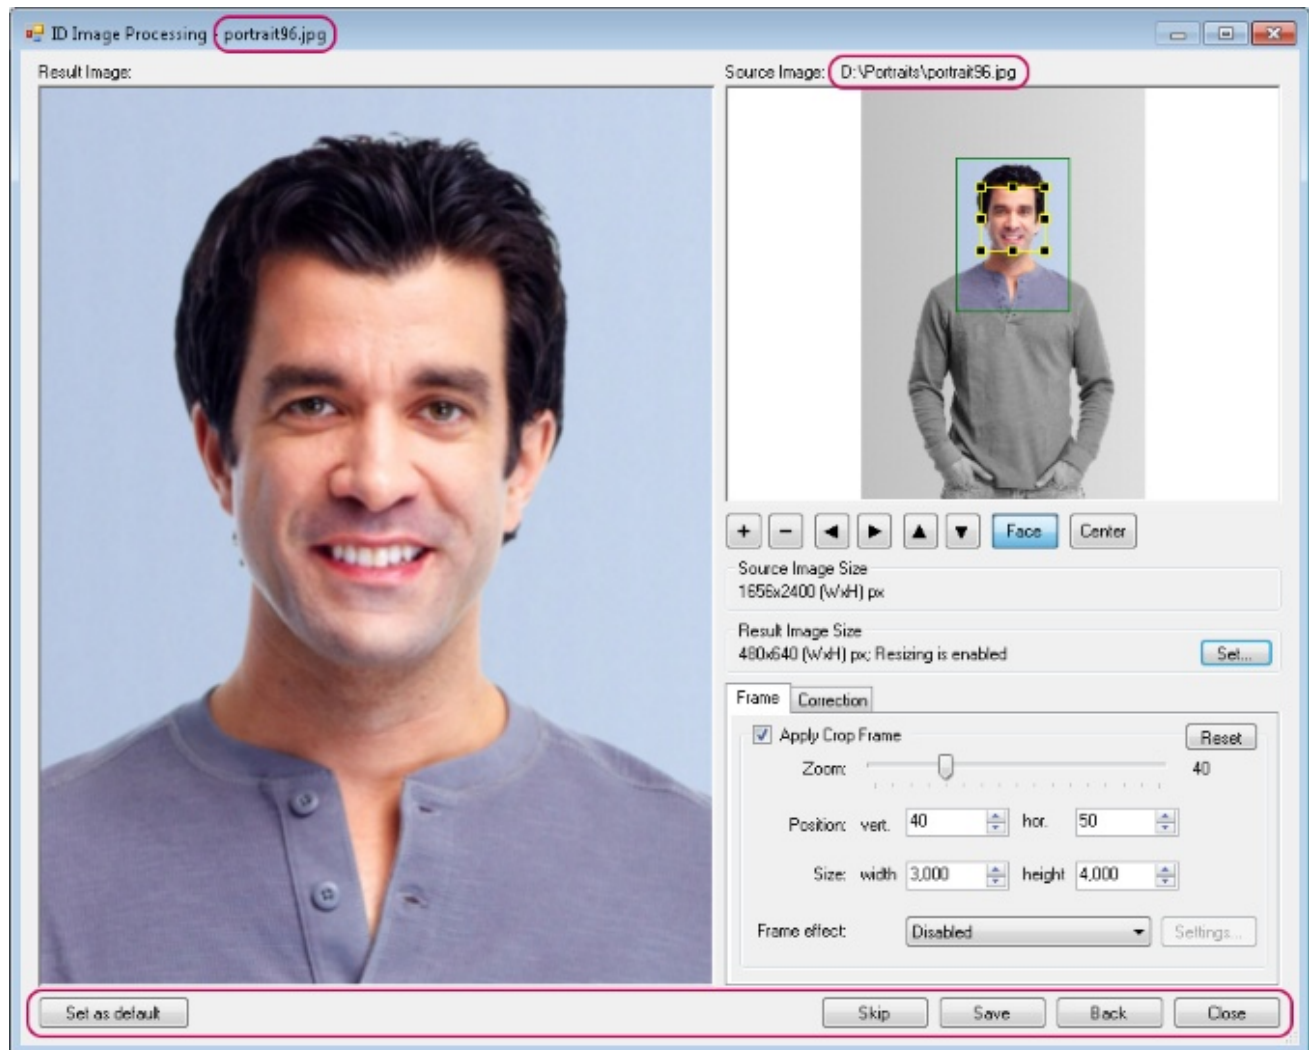 ID Image Processing - portrait96.jpg
Result Image:
Source Image: D:\Portraits\portrait96.jpg
+ - Face Center
Source Image Size
1656x2400 (WxH) px
Result Image Size
480x640 (WxH) px; Resizing is enabled Set...
Frame Correction
Apply Crop Frame Reset
Zoom: 40
Position: vert. 40 hor. 50
Size: width 3,000 height 4,000
Frame effect: Disabled Settings...
Set as default Skip Save Back Close